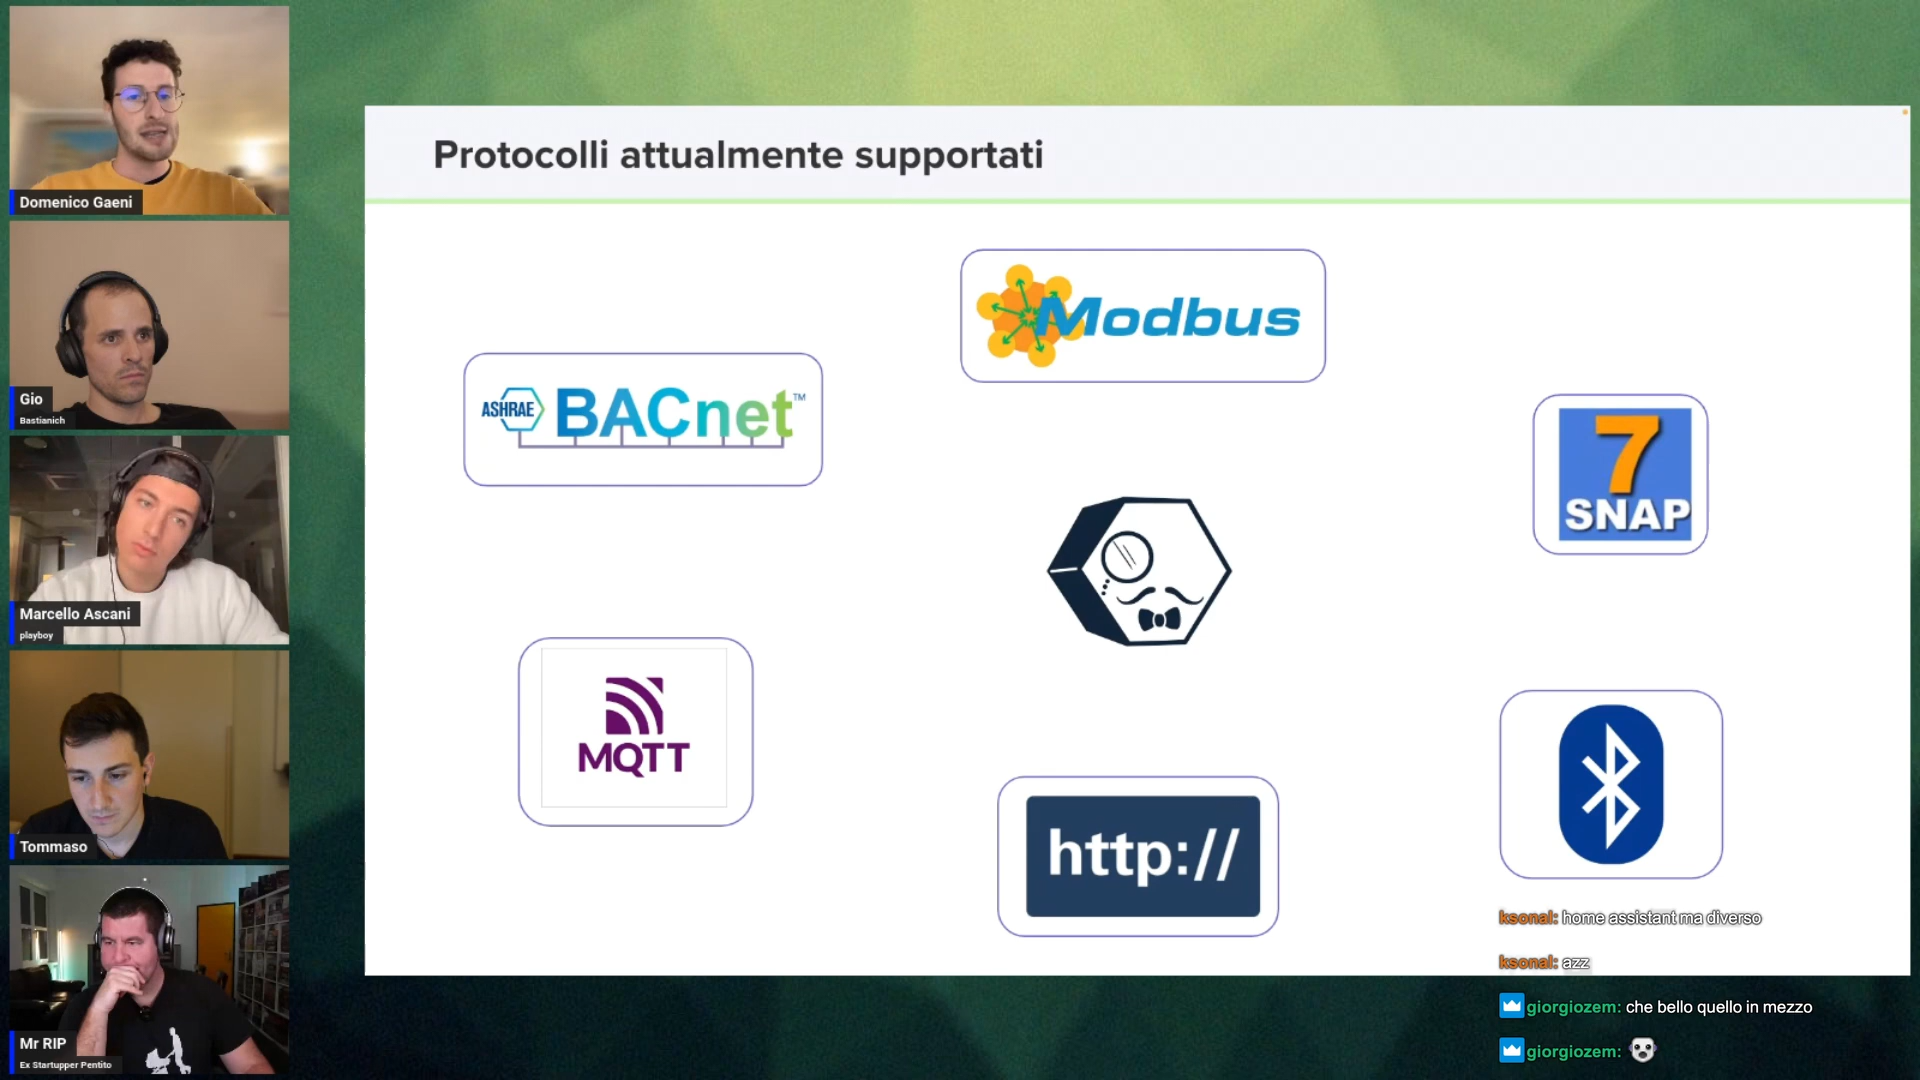 Domenico Gaeni
Gio
Bastianich
Marcello Ascani
playboy
Tommaso
Mr RIP
Ex Startupper Pentito
Protocolli attualmente supportati
Modbus
ASHRAE BACnet™
7
SNAP
MQTT
http://
ksonal: home assistant ma diverso
ksonal: azz
giorgiozem: che bello quello in mezzo
giorgiozem: